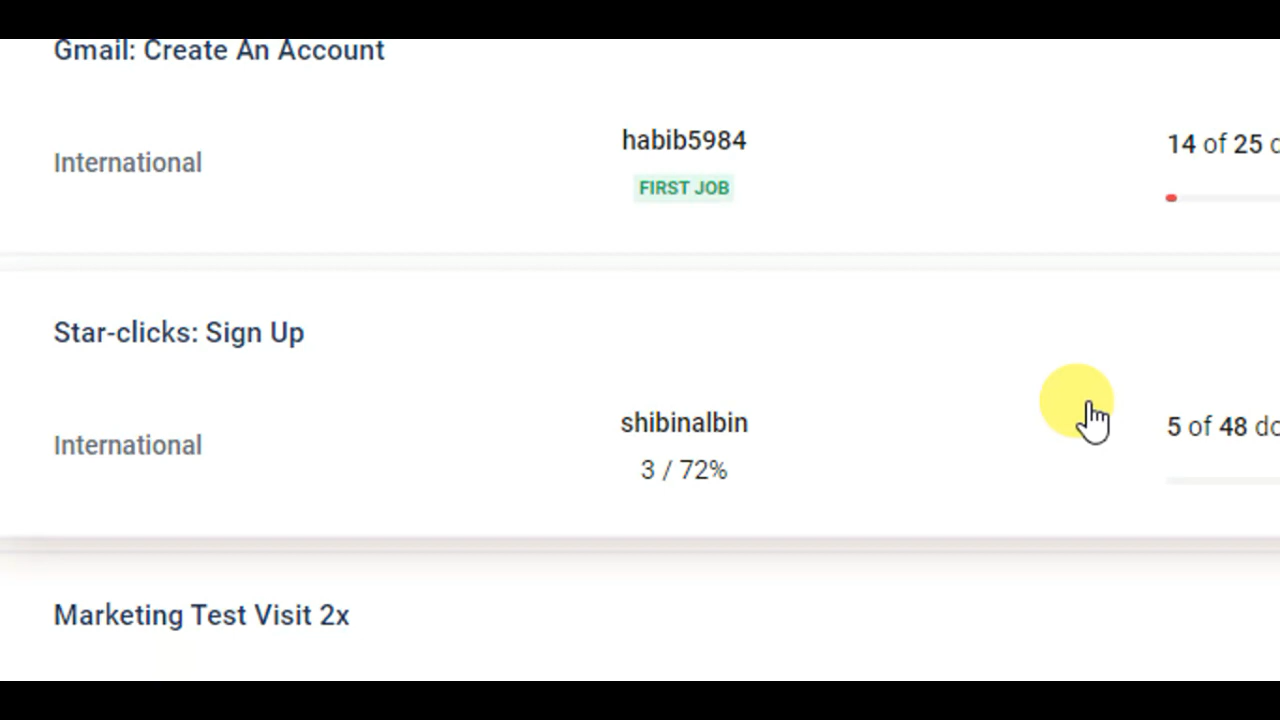 Gmail: Create An Account
International
habib5984
FIRST JOB
14 of 25
Star-clicks: Sign Up
International
shibinalbin
3 / 72%
5 of 48
Marketing Test Visit 2x